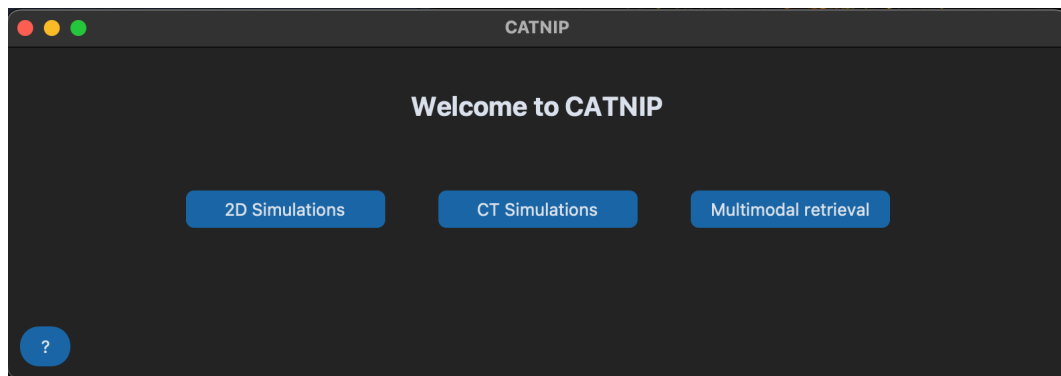 CATNIP
Welcome to CATNIP
2D Simulations
CT Simulations
Multimodal retrieval
?